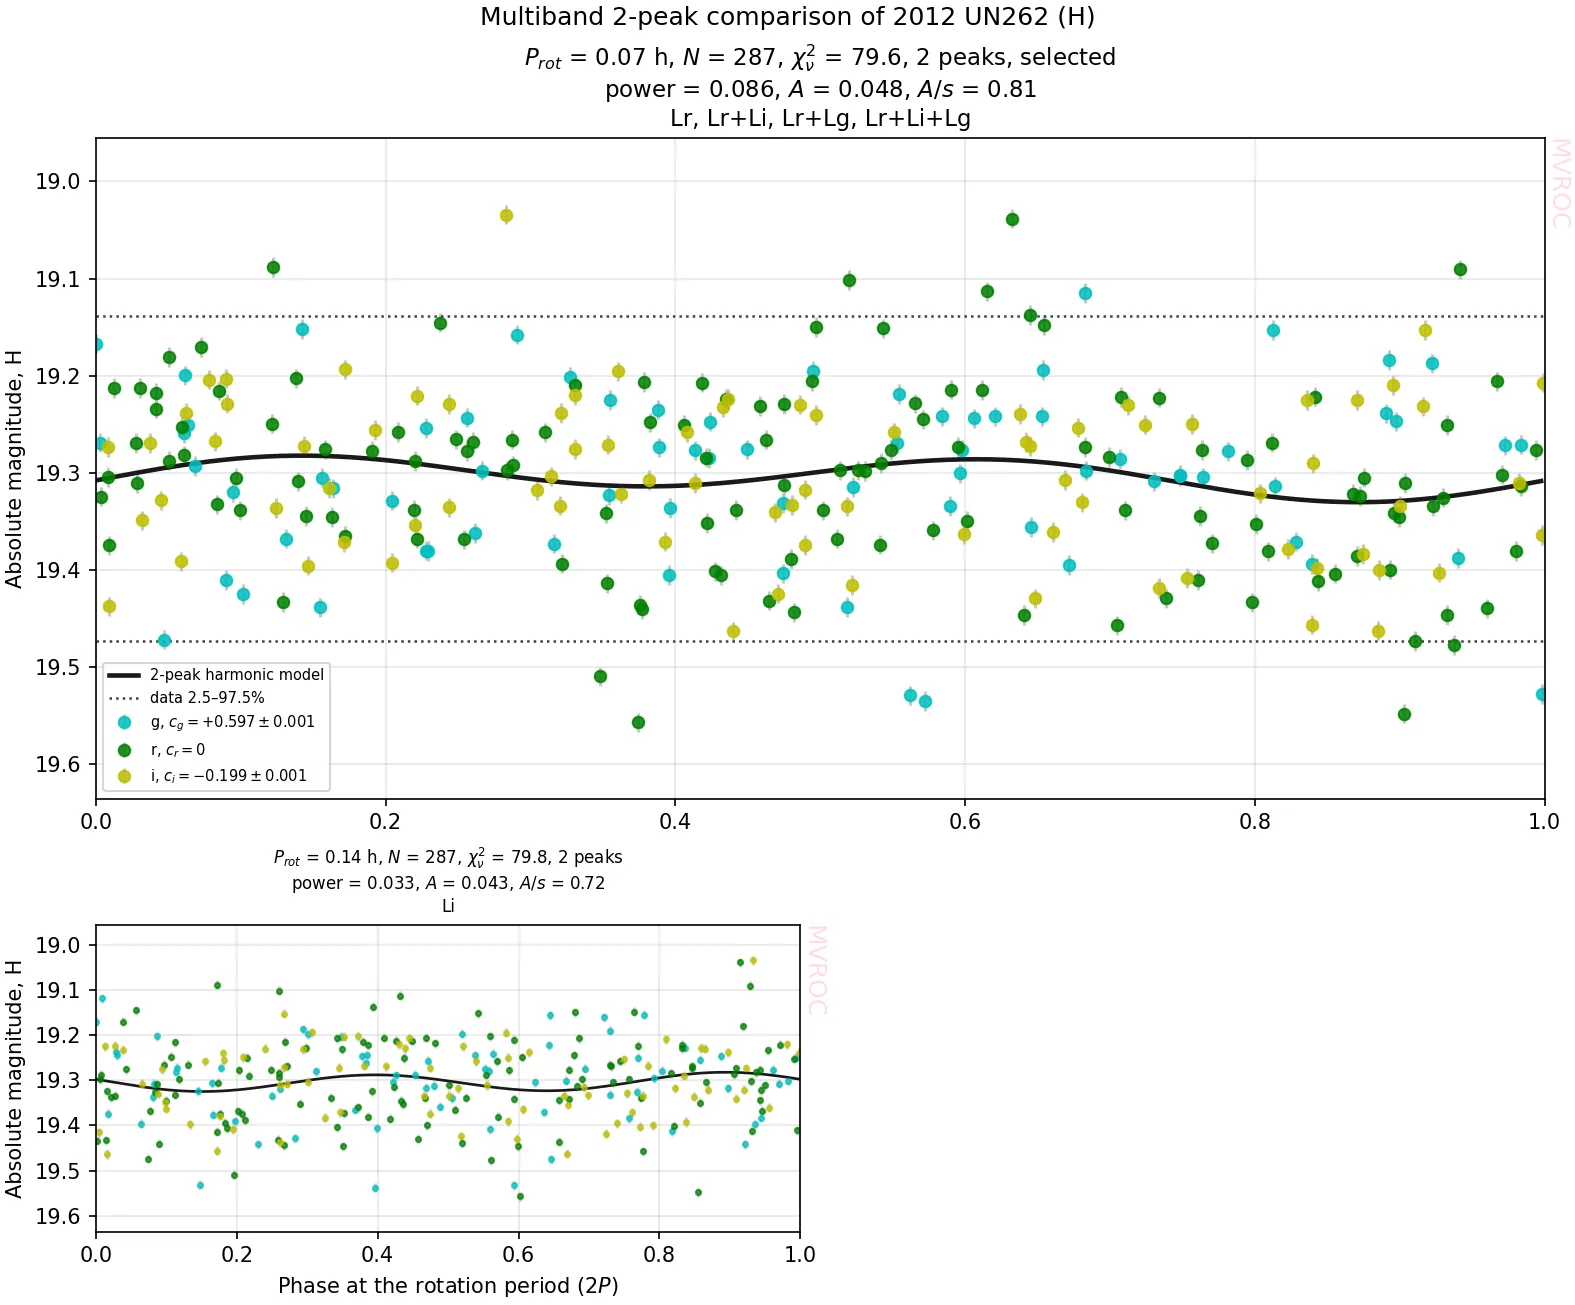 Multiband 2-peak comparison of 2012 UN262 (H)
P_rot = 0.07 h, N = 287, χ²_ν = 79.6, 2 peaks, selected
power = 0.086, A = 0.048, A/s = 0.81
Lr, Lr+Li, Lr+Lg, Lr+Li+Lg
MVROC
Absolute magnitude, H
19.0
19.1
19.2
19.3
19.4
19.5
19.6
2-peak harmonic model
data 2.5–97.5%
g, c_g = +0.597 ± 0.001
r, c_r = 0
i, c_i = −0.199 ± 0.001
0.0 0.2 0.4 0.6 0.8 1.0
P_rot = 0.14 h, N = 287, χ²_ν = 79.8, 2 peaks
power = 0.033, A = 0.043, A/s = 0.72
Li
MVROC
Absolute magnitude, H
19.0
19.1
19.2
19.3
19.4
19.5
19.6
0.0 0.2 0.4 0.6 0.8 1.0
Phase at the rotation period (2P)